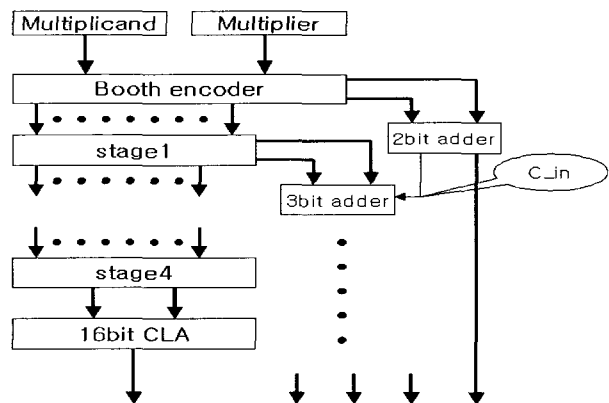 Multiplicand
Multiplier
Booth encoder
2bit adder
stage1
C_in
3bit adder
stage4
16bit CLA